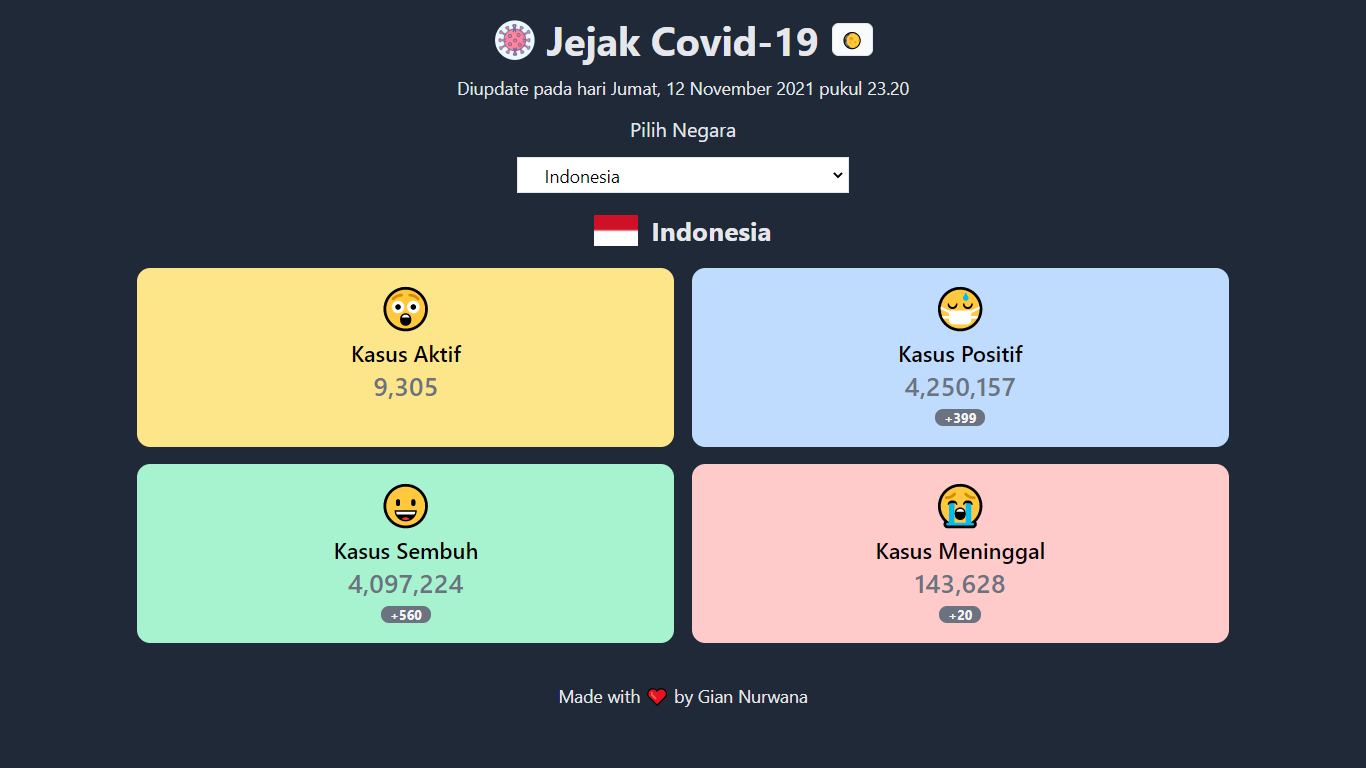 Jejak Covid-19
Diupdate pada hari Jumat, 12 November 2021 pukul 23.20
Pilih Negara
Indonesia
Indonesia
Kasus Aktif
9,305
Kasus Positif
4,250,157
+399
Kasus Sembuh
4,097,224
+560
Kasus Meninggal
143,628
+20
Made with ❤ by Gian Nurwana